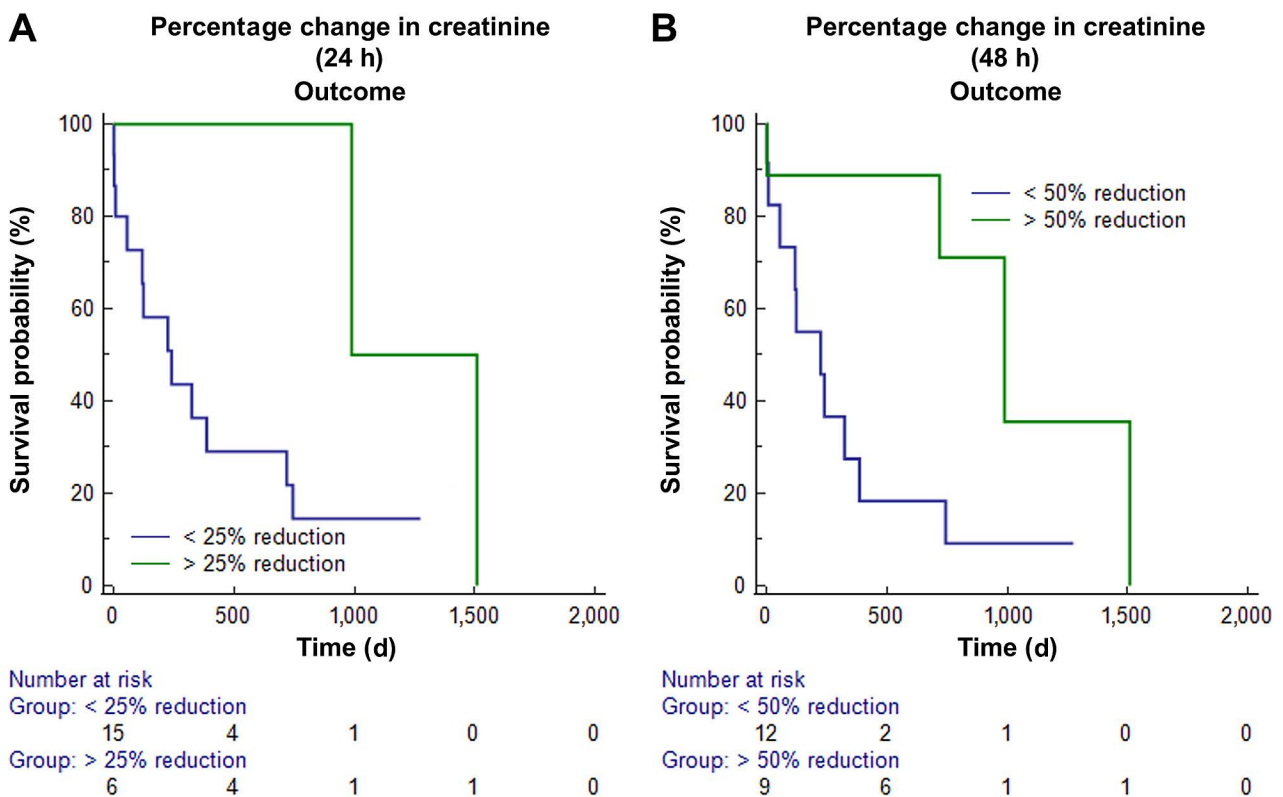 A
Percentage change in creatinine
(24 h)
Outcome
Survival probability (%)
100
80
60
40
20
0
< 25% reduction
> 25% reduction
0 500 1,000 1,500 2,000
Time (d)
Number at risk
Group: < 25% reduction
15 4 1 0 0
Group: > 25% reduction
6 4 1 1 0
B
Percentage change in creatinine
(48 h)
Outcome
Survival probability (%)
100
80
60
40
20
0
< 50% reduction
> 50% reduction
0 500 1,000 1,500 2,000
Time (d)
Number at risk
Group: < 50% reduction
12 2 1 0 0
Group: > 50% reduction
9 6 1 1 0